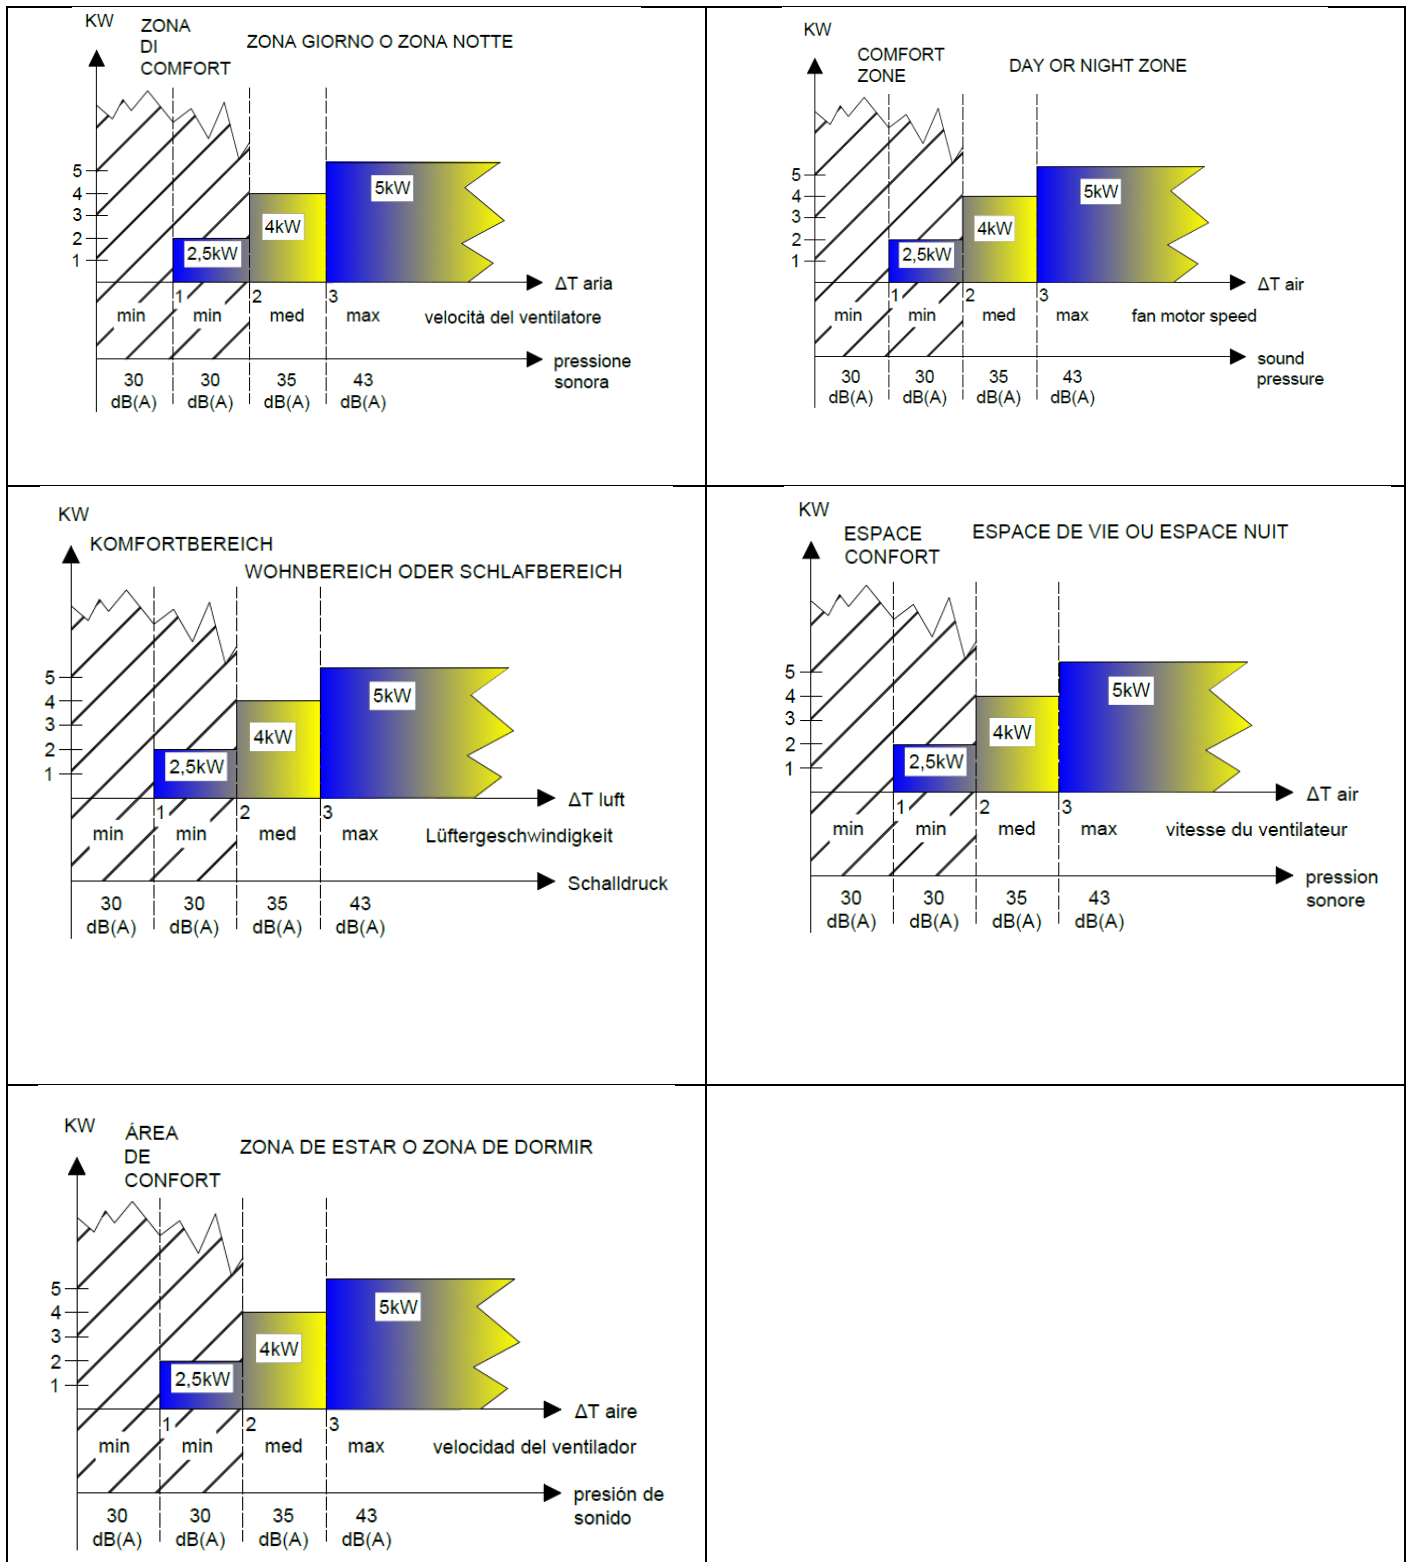 KW
ZONA
DI
COMFORT
ZONA GIORNO O ZONA NOTTE
5
4
3
2
1
5kW
4kW
2,5kW
ΔT aria
1 2 3
min min med max velocità del ventilatore
pressione
sonora
30 30 35 43
dB(A) dB(A) dB(A) dB(A)
KW
COMFORT
ZONE
DAY OR NIGHT ZONE
5
4
3
2
1
5kW
4kW
2,5kW
ΔT air
1 2 3
min min med max fan motor speed
sound
pressure
30 30 35 43
dB(A) dB(A) dB(A) dB(A)
KW
KOMFORTBEREICH
WOHNBEREICH ODER SCHLAFBEREICH
5
4
3
2
1
5kW
4kW
2,5kW
ΔT luft
1 2 3
min min med max Lüftergeschwindigkeit
Schalldruck
30 30 35 43
dB(A) dB(A) dB(A) dB(A)
KW
ESPACE
CONFORT
ESPACE DE VIE OU ESPACE NUIT
5
4
3
2
1
5kW
4kW
2,5kW
ΔT air
1 2 3
min min med max vitesse du ventilateur
pression
sonore
30 30 35 43
dB(A) dB(A) dB(A) dB(A)
KW
ÁREA
DE
CONFORT
ZONA DE ESTAR O ZONA DE DORMIR
5
4
3
2
1
5kW
4kW
2,5kW
ΔT aire
1 2 3
min min med max velocidad del ventilador
presión de
sonido
30 30 35 43
dB(A) dB(A) dB(A) dB(A)